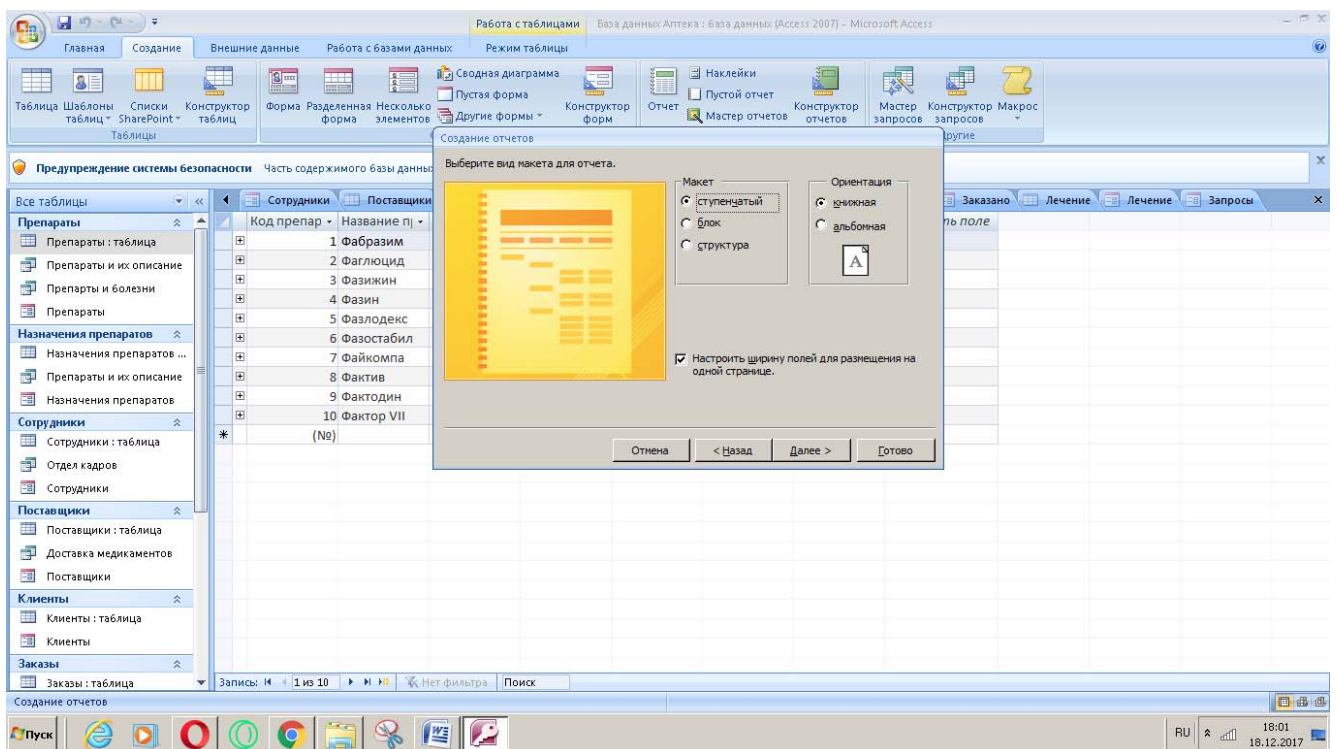 Работа с таблицами База данных Аптека : база данных (Access 2007) - Microsoft Access
Главная Создание Внешние данные Работа с базами данных Режим таблицы
Таблица Шаблоны таблиц Списки SharePoint Конструктор таблиц
Таблицы
Форма Разделенная форма Несколько элементов
Сводная диаграмма
Пустая форма
Другие формы
Конструктор форм
Отчет
Наклейки
Пустой отчет
Мастер отчетов
Конструктор отчетов
Мастер запросов Конструктор запросов Макрос
Другие
Предупреждение системы безопасности Часть содержимого базы данны
Все таблицы
Препараты
Препараты : таблица
Препараты и их описание
Препарты и болезни
Препараты
Назначения препаратов
Назначения препаратов ...
Препараты и их описание
Назначения препаратов
Сотрудники
Сотрудники : таблица
Отдел кадров
Сотрудники
Поставщики
Поставщики : таблица
Доставка медикаментов
Поставщики
Клиенты
Клиенты : таблица
Клиенты
Заказы
Заказы : таблица
Сотрудники Поставщики Заказано Лечение Лечение Запросы
Код препар Название пр ть поле
1 Фабразим
2 Фаглюцид
3 Фазижин
4 Фазин
5 Фазлодекс
6 Фазостабил
7 Файкомпа
8 Фактив
9 Фактодин
10 Фактор VII
(№)
Создание отчетов
Выберите вид макета для отчета.
Макет
ступенчатый
блок
структура
Ориентация
книжная
альбомная
A
Настроить ширину полей для размещения на
одной странице.
Отмена < Назад Далее > Готово
Запись: 1 из 10 Нет фильтра Поиск
Создание отчетов
Пуск RU 18:01
18.12.2017